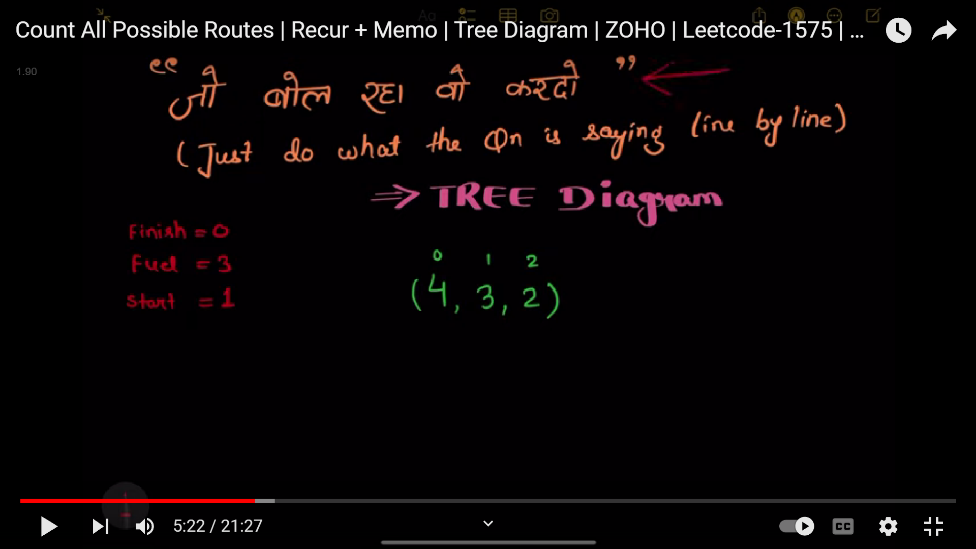 Count All Possible Routes | Recur + Memo | Tree Diagram | ZOHO | Leetcode-1575 | ...
Aa
1.90
“ जो बोल रहा वो करदो ”
( Just do what the Qn is saying line by line)
⇒ TREE Diagram
Finish = 0
Fuel = 3
Start = 1
0 1 2
(4, 3, 2)
5:22 / 21:27
CC